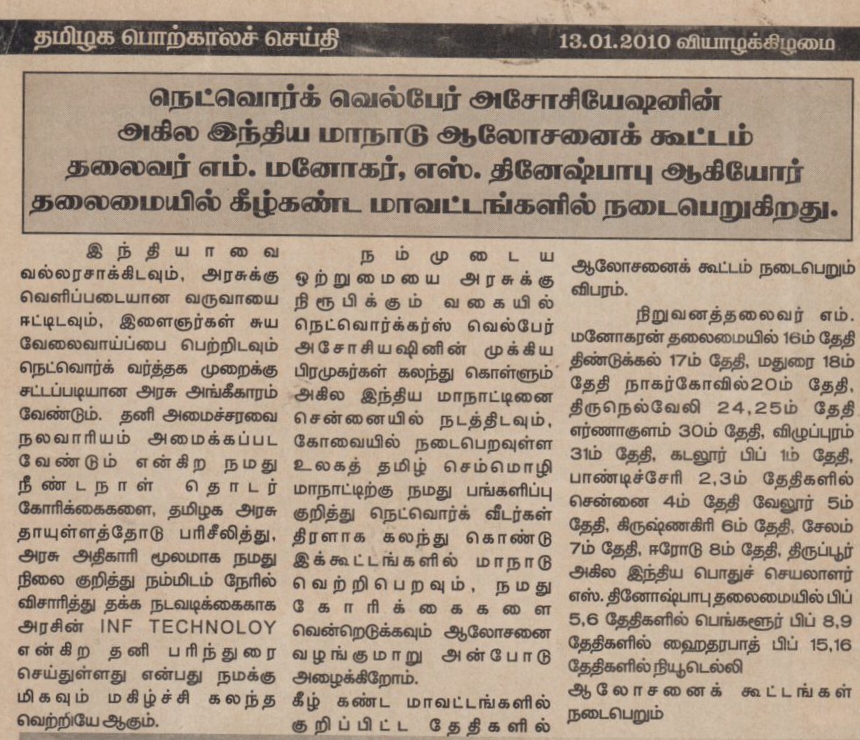 தமிழக பொற்காலச் செய்தி
13.01.2010 வியாழக்கிழமை
நெட்வொர்க் வெல்பேர் அசோசியேஷனின்
அகில இந்திய மாநாடு ஆலோசனைக் கூட்டம்
தலைவர் எம். மனோகர், எஸ். தினேஷ்பாபு ஆகியோர்
தலைமையில் கீழ்கண்ட மாவட்டங்களில் நடைபெறுகிறது.
இந்தியாவை
வல்லரசாக்கிடவும், அரசுக்கு
வெளிப்படையான வருவாயை
ஈட்டிடவும், இளைஞர்கள் சுய
வேலைவாய்ப்பை பெற்றிடவும்
நெட்வொர்க் வர்த்தக முறைக்கு
சட்டப்படியான அரசு அங்கீகாரம்
வேண்டும். தனி அமைச்சரவை
நலவாரியம் அமைக்கப்பட
வேண்டும் என்கிற நமது
நீண்டநாள் தொடர்
கோரிக்கைகளை, தமிழக அரசு
தாயுள்ளத்தோடு பரிசீலித்து,
அரசு அதிகாரி மூலமாக நமது
நிலை குறித்து நம்மிடம் நேரில்
விசாரித்து தக்க நடவடிக்கைகாக
அரசின் INF TECHNOLOY
என்கிற தனி பரிந்துரை
செய்துள்ளது என்பது நமக்கு
மிகவும் மகிழ்ச்சி கலந்த
வெற்றியே ஆகும்.
நம்முடைய
ஒற்றுமையை அரசுக்கு
நிரூபிக்கும் வகையில்
நெட்வொர்க்கர்ஸ் வெல்பேர்
அசோசியஷினின் முக்கிய
பிரமுகர்கள் கலந்து கொள்ளும்
அகில இந்திய மாநாட்டினை
சென்னையில் நடத்திடவும்,
கோவையில் நடைபெறவுள்ள
உலகத் தமிழ் செம்மொழி
மாநாட்டிற்கு நமது பங்களிப்பு
குறித்து நெட்வொர்க் வீடர்கள்
திரளாக கலந்து கொண்டு
இக்கூட்டங்களில் மாநாடு
வெற்றிபெறவும், நமது
கோரிக்கைகளை
வென்றெடுக்கவும் ஆலோசனை
வழங்குமாறு அன்போடு
அழைக்கிறோம்.
கீழ் கண்ட மாவட்டங்களில்
குறிப்பிட்ட தேதிகளில்
ஆலோசனைக் கூட்டம் நடைபெறும்
விபரம்.
நிறுவனத்தலைவர் எம்.
மனோகரன் தலைமையில் 16ம் தேதி
திண்டுக்கல் 17ம் தேதி, மதுரை 18ம்
தேதி நாகர்கோவில்20ம் தேதி,
திருநெல்வேலி 24,25ம் தேதி
எர்ணாகுளம் 30ம் தேதி, விழுப்புரம்
31ம் தேதி, கடலூர் பிப் 1ம் தேதி,
பாண்டிச்சேரி 2,3ம் தேதிகளில்
சென்னை 4ம் தேதி வேலூர் 5ம்
தேதி, கிருஷ்ணகிரி 6ம் தேதி, சேலம்
7ம் தேதி, ஈரோடு 8ம் தேதி, திருப்பூர்
அகில இந்திய பொதுச் செயலாளர்
எஸ். தினோஷ்பாபு தலைமையில் பிப்
5,6 தேதிகளில் பெங்களூர் பிப் 8,9
தேதிகளில் ஹைதரபாத் பிப் 15,16
தேதிகளில் நியூடெல்லி
ஆலோசனைக் கூட்டங்கள்
நடைபெறும்